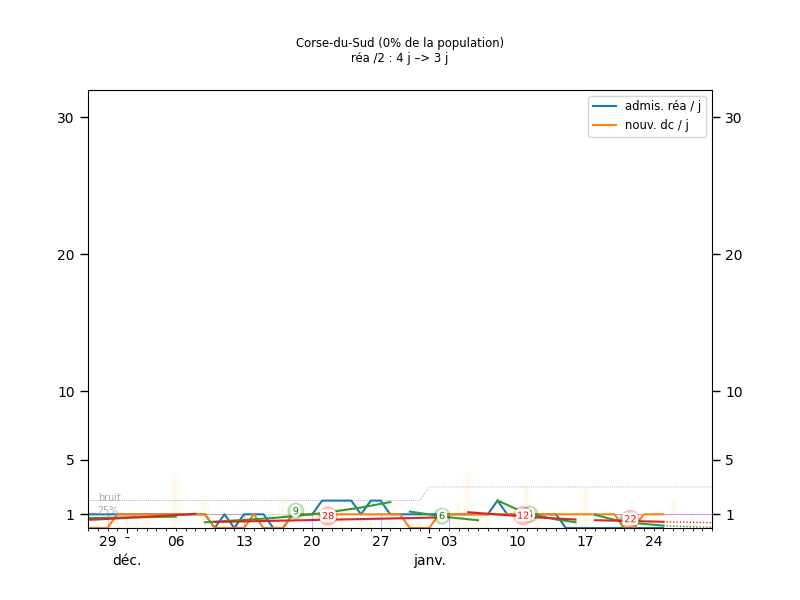 Corse-du-Sud (0% de la population)
réa /2 : 4 j –> 3 j
admis. réa / j
nouv. dc / j
30 30
20 20
10 10
5 5
bruit
25%
1 1
9 28 6 12 22
29 - 06 13 20 27 - 03 10 17 24
déc. janv.